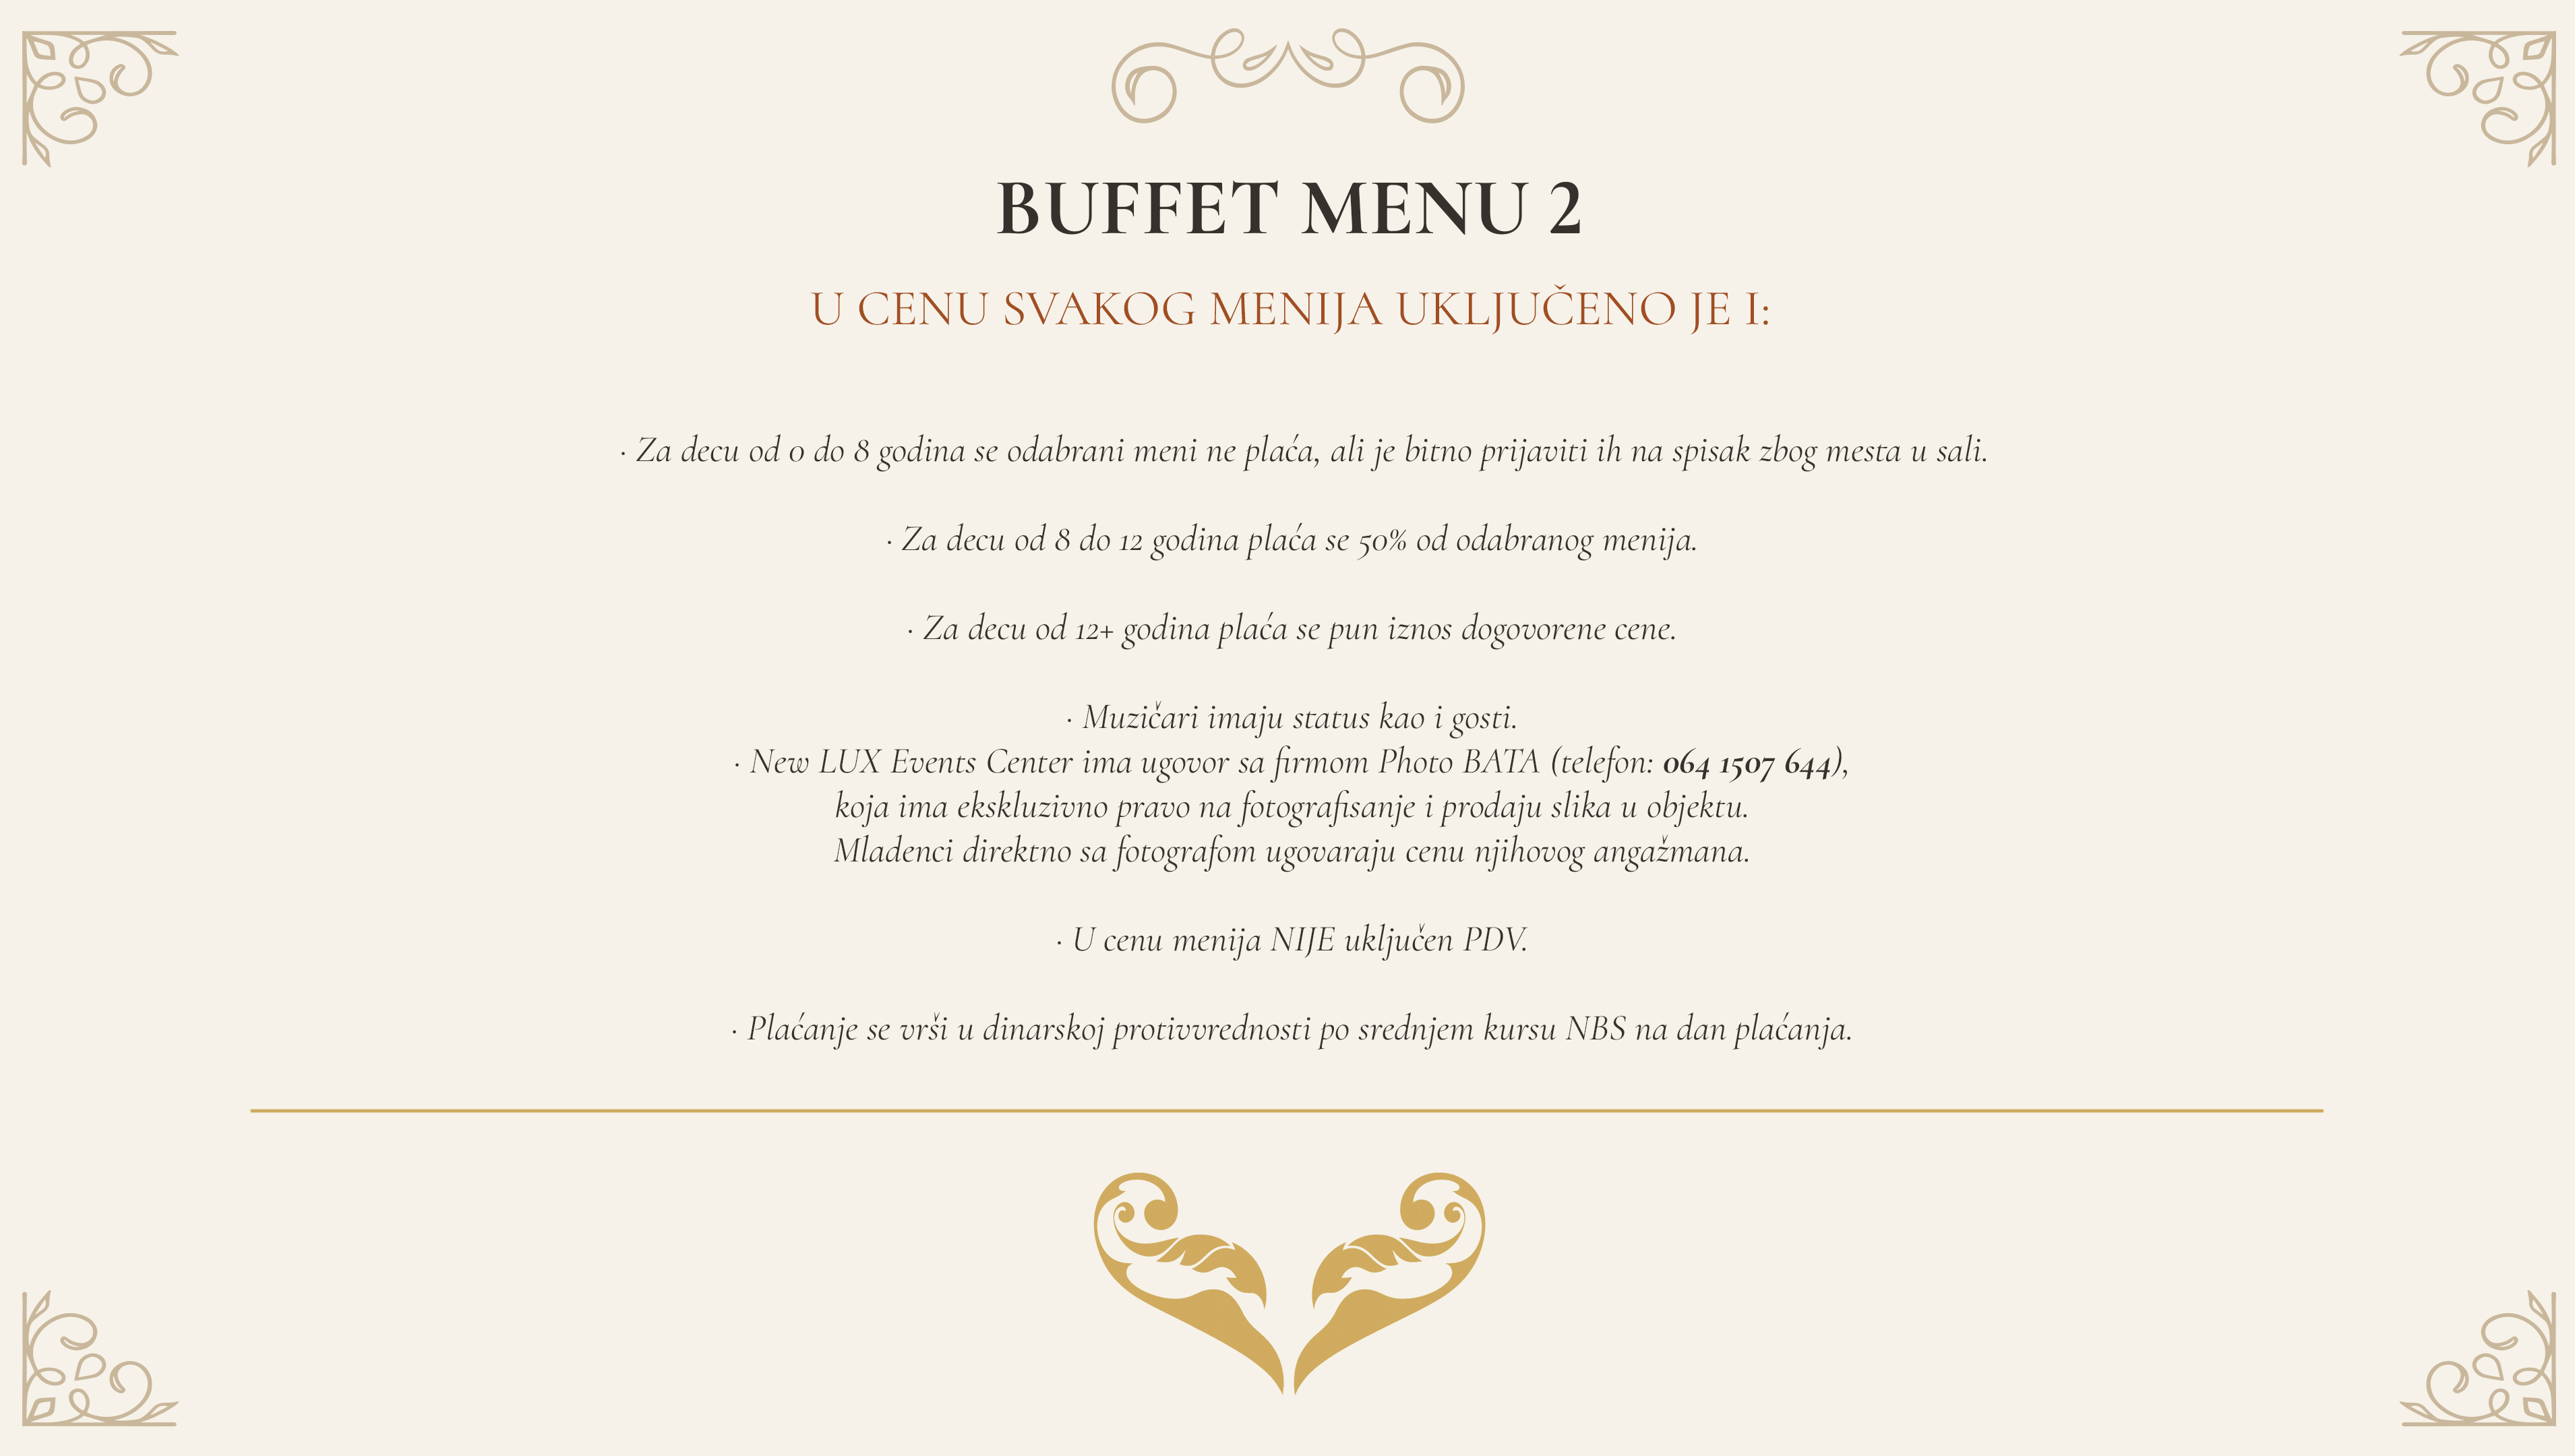 BUFFET MENU 2
U CENU SVAKOG MENIJA UKLJUČENO JE I:
· Za decu od 0 do 8 godina se odabrani meni ne plaća, ali je bitno prijaviti ih na spisak zbog mesta u sali.
· Za decu od 8 do 12 godina plaća se 50% od odabranog menija.
· Za decu od 12+ godina plaća se pun iznos dogovorene cene.
· Muzičari imaju status kao i gosti.
· New LUX Events Center ima ugovor sa firmom Photo BATA (telefon: 064 1507 644),
koja ima ekskluzivno pravo na fotografisanje i prodaju slika u objektu.
Mladenci direktno sa fotografom ugovaraju cenu njihovog angažmana.
· U cenu menija NIJE uključen PDV.
· Plaćanje se vrši u dinarskoj protivvrednosti po srednjem kursu NBS na dan plaćanja.